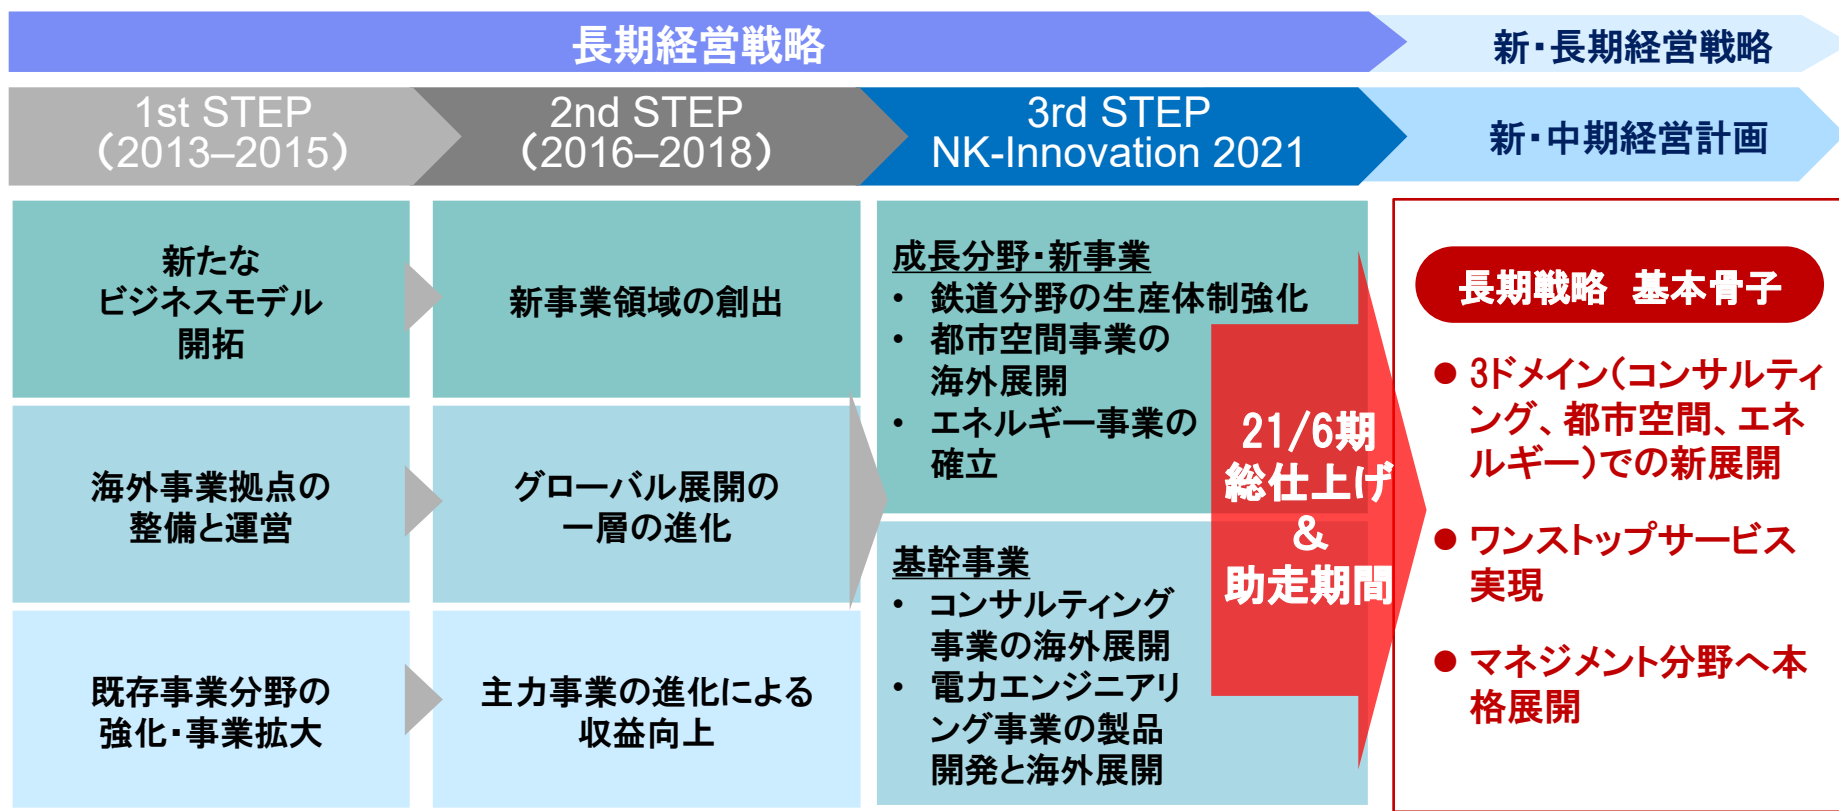 長期経営戦略
新・長期経営戦略
1st STEP
（2013–2015）
2nd STEP
（2016–2018）
3rd STEP
NK-Innovation 2021
新・中期経営計画
新たな
ビジネスモデル
開拓
新事業領域の創出
海外事業拠点の
整備と運営
グローバル展開の
一層の進化
既存事業分野の
強化・事業拡大
主力事業の進化による
収益向上
成長分野・新事業
• 鉄道分野の生産体制強化
• 都市空間事業の
海外展開
• エネルギー事業の
確立
基幹事業
• コンサルティング
事業の海外展開
• 電力エンジニアリ
ング事業の製品
開発と海外展開
21/6期
総仕上げ
&
助走期間
長期戦略 基本骨子
● 3ドメイン(コンサルティ
ング、都市空間、エネ
ルギー)での新展開
● ワンストップサービス
実現
● マネジメント分野へ本
格展開